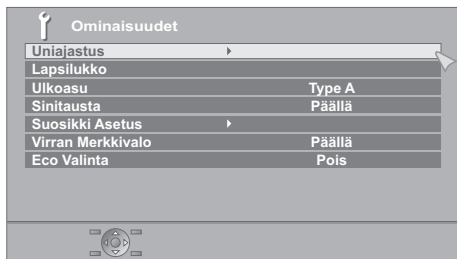 Ominaisuudet
Uniajastus
Lapsilukko
Ulkoasu Type A
Sinitausta Päällä
Suosikki Asetus
Virran Merkkivalo Päällä
Eco Valinta Pois